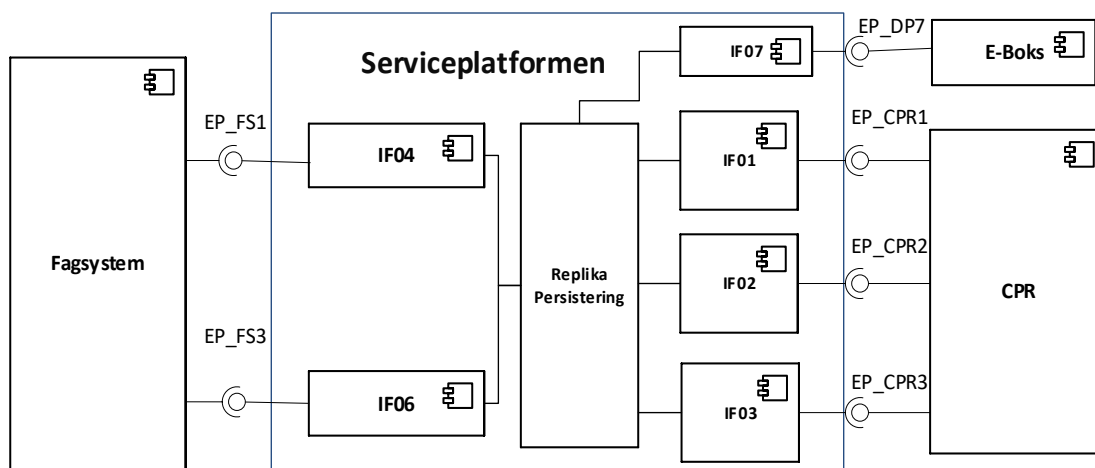 EP_DP7
IF07
E-Boks
Serviceplatformen
EP_FS1
EP_CPR1
IF04
IF01
Fagsystem
EP_CPR2
Replika
Persistering
IF02
CPR
EP_FS3
EP_CPR3
IF06
IF03